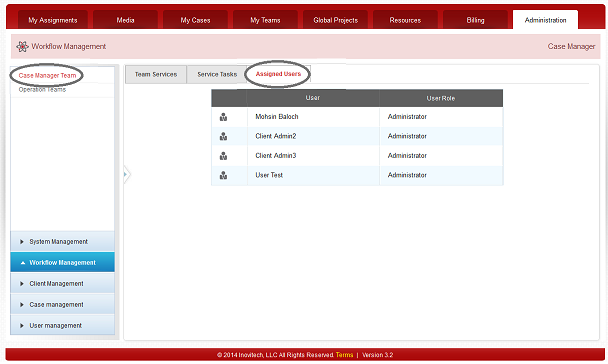 My Assignments Media My Cases My Teams Global Projects Resources Billing Administration
Workflow Management Case Manager
Case Manager Team
Operation Teams
Team Services Service Tasks Assigned Users
User User Role
Mohsin Baloch Administrator
Client Admin2 Administrator
Client Admin3 Administrator
User Test Administrator
System Management
Workflow Management
Client Management
Case management
User management
© 2014 Inovitech, LLC All Rights Reserved. Terms | Version 3.2